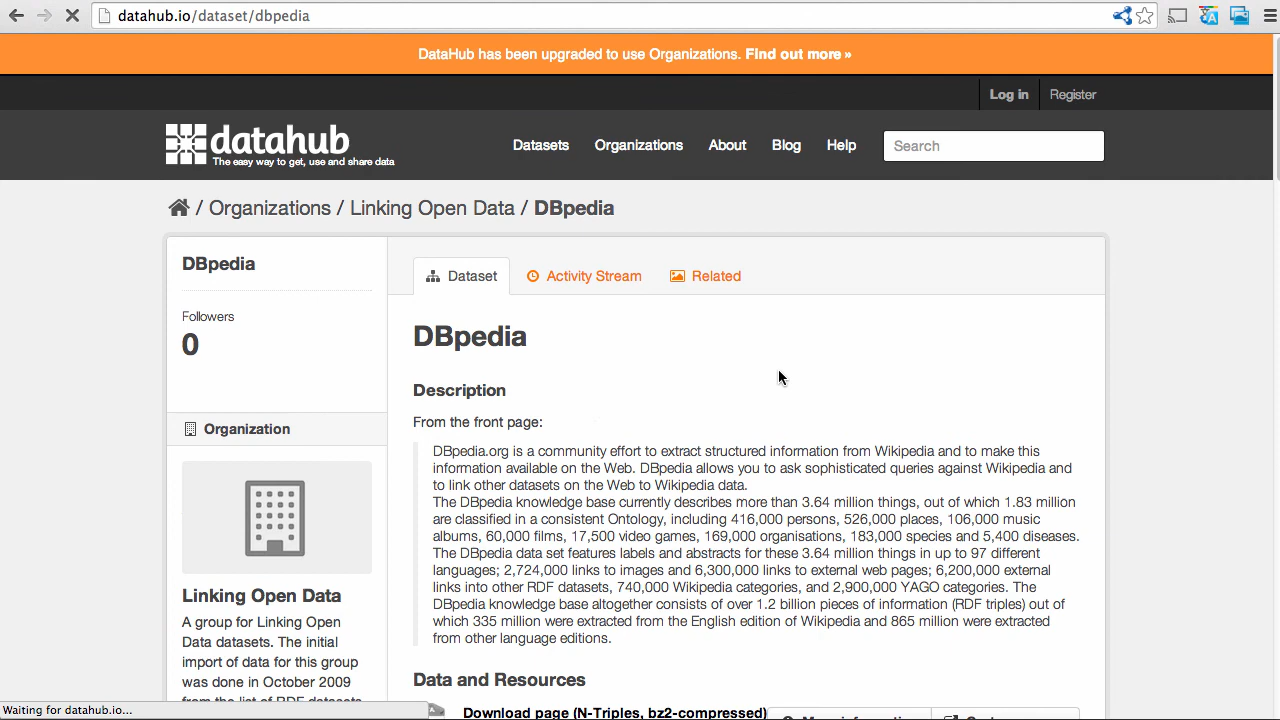 datahub.io/dataset/dbpedia
DataHub has been upgraded to use Organizations. Find out more »
Log in Register
datahub
The easy way to get, use and share data
Datasets Organizations About Blog Help Search
/ Organizations / Linking Open Data / DBpedia
DBpedia
Followers
0
Organization
Linking Open Data
A group for Linking Open
Data datasets. The initial
import of data for this group
was done in October 2009
from the list of RDF datasets
Dataset Activity Stream Related
DBpedia
Description
From the front page:
DBpedia.org is a community effort to extract structured information from Wikipedia and to make this
information available on the Web. DBpedia allows you to ask sophisticated queries against Wikipedia and
to link other datasets on the Web to Wikipedia data.
The DBpedia knowledge base currently describes more than 3.64 million things, out of which 1.83 million
are classified in a consistent Ontology, including 416,000 persons, 526,000 places, 106,000 music
albums, 60,000 films, 17,500 video games, 169,000 organisations, 183,000 species and 5,400 diseases.
The DBpedia data set features labels and abstracts for these 3.64 million things in up to 97 different
languages; 2,724,000 links to images and 6,300,000 links to external web pages; 6,200,000 external
links into other RDF datasets, 740,000 Wikipedia categories, and 2,900,000 YAGO categories. The
DBpedia knowledge base altogether consists of over 1.2 billion pieces of information (RDF triples) out of
which 335 million were extracted from the English edition of Wikipedia and 865 million were extracted
from other language editions.
Data and Resources
Download page (N-Triples, bz2-compressed)
Waiting for datahub.io...